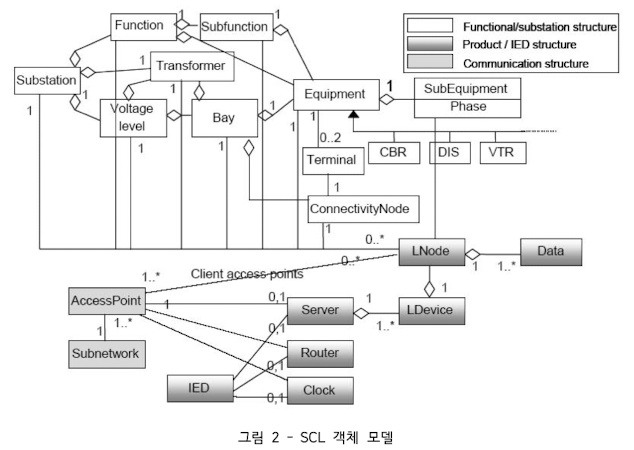 Function
1
Subfunction
1
Functional/substation structure
Product / IED structure
Communication structure
Substation
1
Transformer
1
1
Voltage
level
1
Bay
1
1
Equipment
1
1
SubEquipment
Phase
1
0..2
Terminal
CBR
DIS
VTR
1
ConnectivityNode
1
0..*
LNode
1
1..*
Data
0..*
1
Client access points
1..*
AccessPoint
1
0,1
Server
1
1..*
LDevice
1..*
0,1
1
Subnetwork
Router
0,1
IED
0,1
Clock
그림 2 - SCL 객체 모델